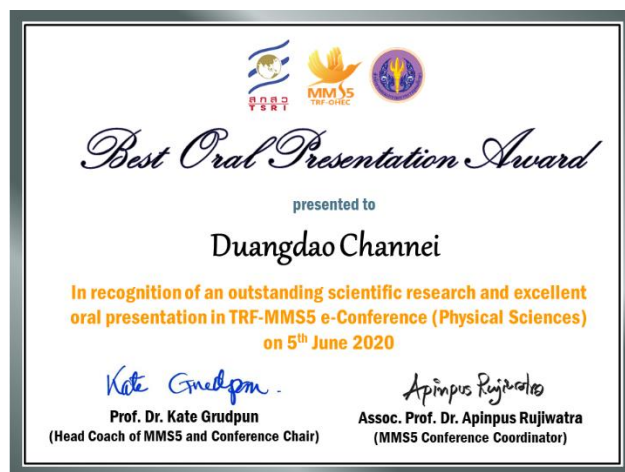 สกสว
TSRI
MMS5
TRF-OHEC
Best Oral Presentation Award
presented to
Duangdao Channei
In recognition of an outstanding scientific research and excellent
oral presentation in TRF-MMS5 e-Conference (Physical Sciences)
on 5th June 2020
Kate Grudpan
Apinpus Rujiwatra
Prof. Dr. Kate Grudpun
Assoc. Prof. Dr. Apinpus Rujiwatra
(Head Coach of MMS5 and Conference Chair)
(MMS5 Conference Coordinator)